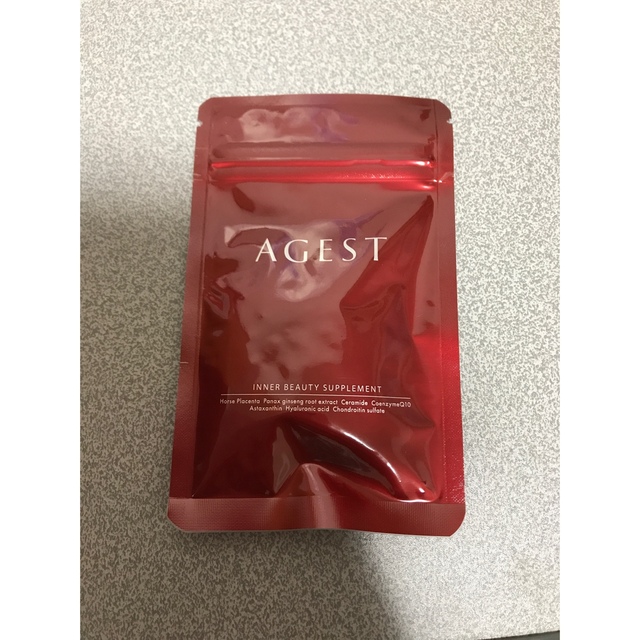 AGEST
INNER BEAUTY SUPPLEMENT
Horse Placenta Panax ginseng root extract Ceramide CoenzymeQ10
Astaxanthin Hyaluronic acid Chondroitin sulfate